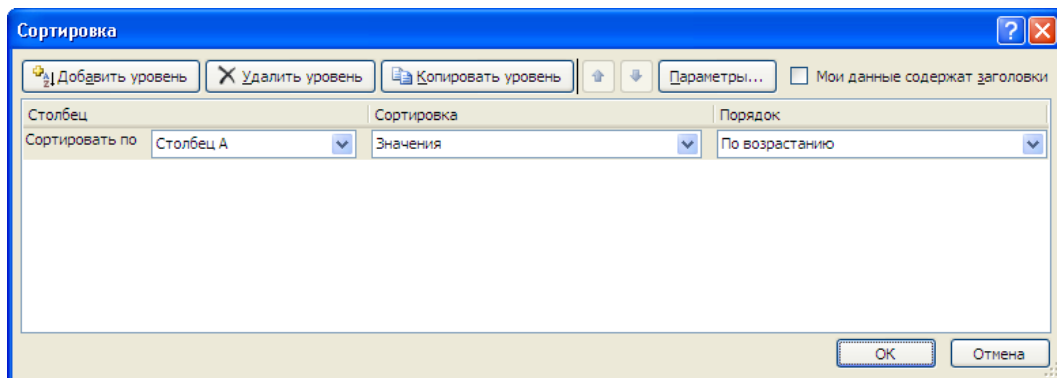 Сортировка
Добавить уровень Удалить уровень Копировать уровень Параметры... Мои данные содержат заголовки
Столбец Сортировка Порядок
Сортировать по Столбец A Значения По возрастанию
ОК Отмена